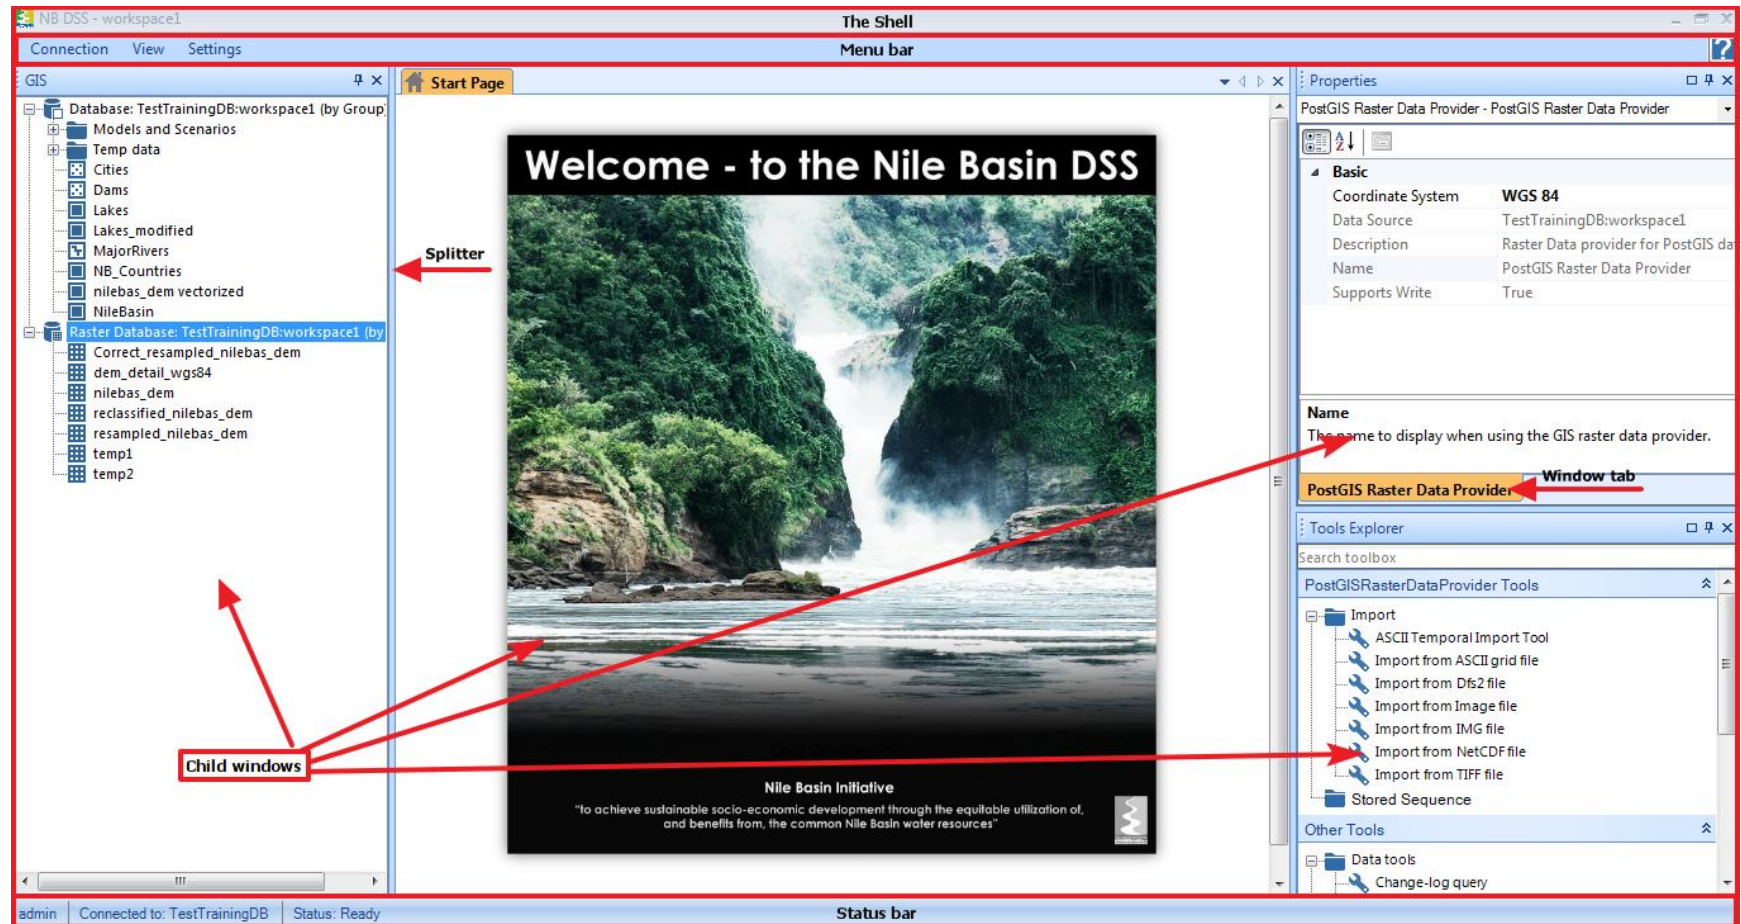 NB DSS - workspace1
The Shell
Connection View Settings
Menu bar
?
GIS
Database: TestTrainingDB:workspace1 (by Group)
Models and Scenarios
Temp data
Cities
Dams
Lakes
Lakes_modified
MajorRivers
NB_Countries
nilebas_dem vectorized
NileBasin
Raster Database: TestTrainingDB:workspace1 (by
Correct_resampled_nilebas_dem
dem_detail_wgs84
nilebas_dem
reclassified_nilebas_dem
resampled_nilebas_dem
temp1
temp2
Child windows
Splitter
Start Page
Welcome - to the Nile Basin DSS
Nile Basin Initiative
"to achieve sustainable socio-economic development through the equitable utilization of,
and benefits from, the common Nile Basin water resources"
Properties
PostGIS Raster Data Provider - PostGIS Raster Data Provider
Basic
Coordinate System WGS 84
Data Source TestTrainingDB:workspace1
Description Raster Data provider for PostGIS da
Name PostGIS Raster Data Provider
Supports Write True
Name
The name to display when using the GIS raster data provider.
Window tab
PostGIS Raster Data Provider
Tools Explorer
Search toolbox
PostGISRasterDataProvider Tools
Import
ASCII Temporal Import Tool
Import from ASCII grid file
Import from Dfs2 file
Import from Image file
Import from IMG file
Import from NetCDF file
Import from TIFF file
Stored Sequence
Other Tools
Data tools
Change-log query
admin Connected to: TestTrainingDB Status: Ready
Status bar